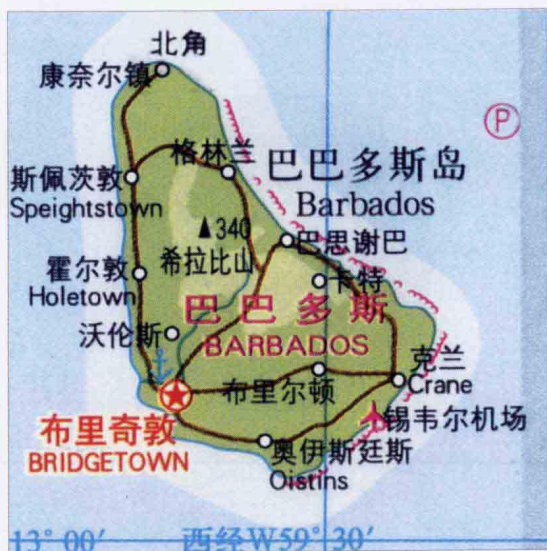 北角
康奈尔镇
格林兰
巴巴多斯岛
Barbados
P
斯佩茨敦
Speightstown
340
希拉比山
巴思谢巴
霍尔敦
Holetown
卡特
巴巴多斯
BARBADOS
沃伦斯
克兰
Crane
布里尔顿
布里奇敦
BRIDGETOWN
锡韦尔机场
奥伊斯廷斯
Oistins
13° 00′
西经W59° 30′